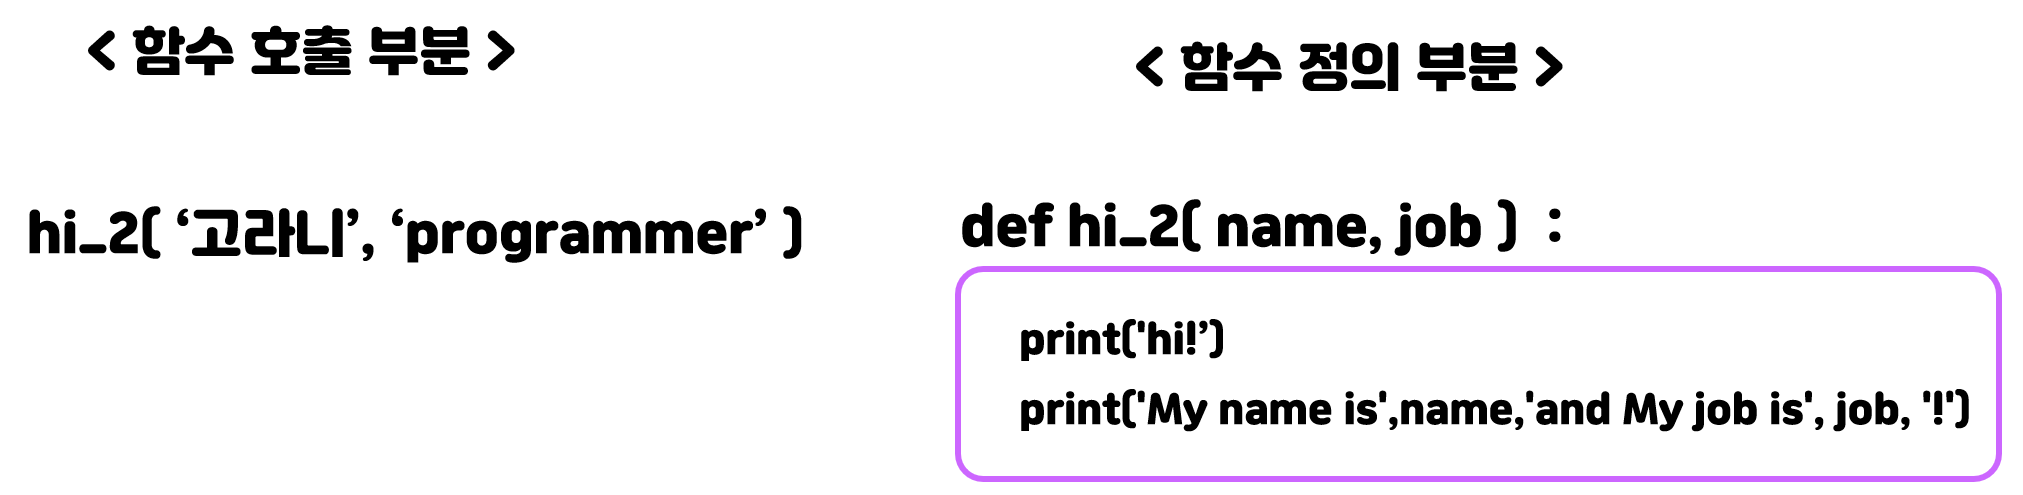 < 함수 호출 부분 >
< 함수 정의 부분 >
hi_2( ‘고라니’, ‘programmer’ )
def hi_2( name, job ) :
print('hi!’)
print('My name is',name,'and My job is', job, '!')